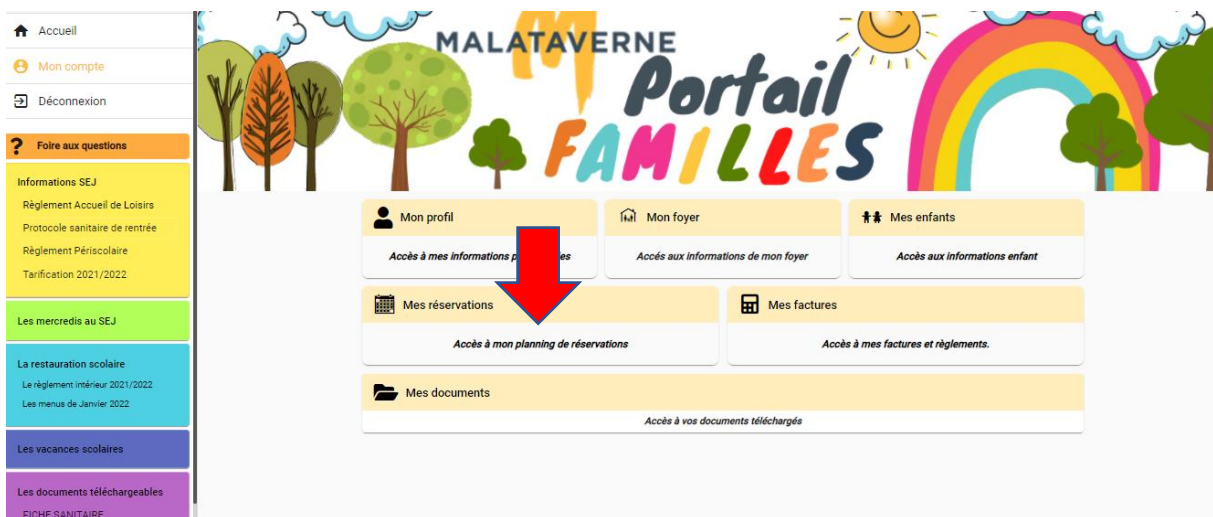 Accueil
Mon compte
Déconnexion
? Foire aux questions
Informations SEJ
Règlement Accueil de Loisirs
Protocole sanitaire de rentrée
Règlement Périscolaire
Tarification 2021/2022
Les mercredis au SEJ
La restauration scolaire
Le règlement intérieur 2021/2022
Les menus de Janvier 2022
Les vacances scolaires
Les documents téléchargeables
FICHE SANITAIRE
MALATAVERNE
Portail
FAMILLES
Mon profil
Accès à mes informations
Mon foyer
Accés aux informations de mon foyer
Mes enfants
Accès aux informations enfant
Mes réservations
Accès à mon planning de réservations
Mes factures
Accès à mes factures et règlements.
Mes documents
Accès à vos documents téléchargés